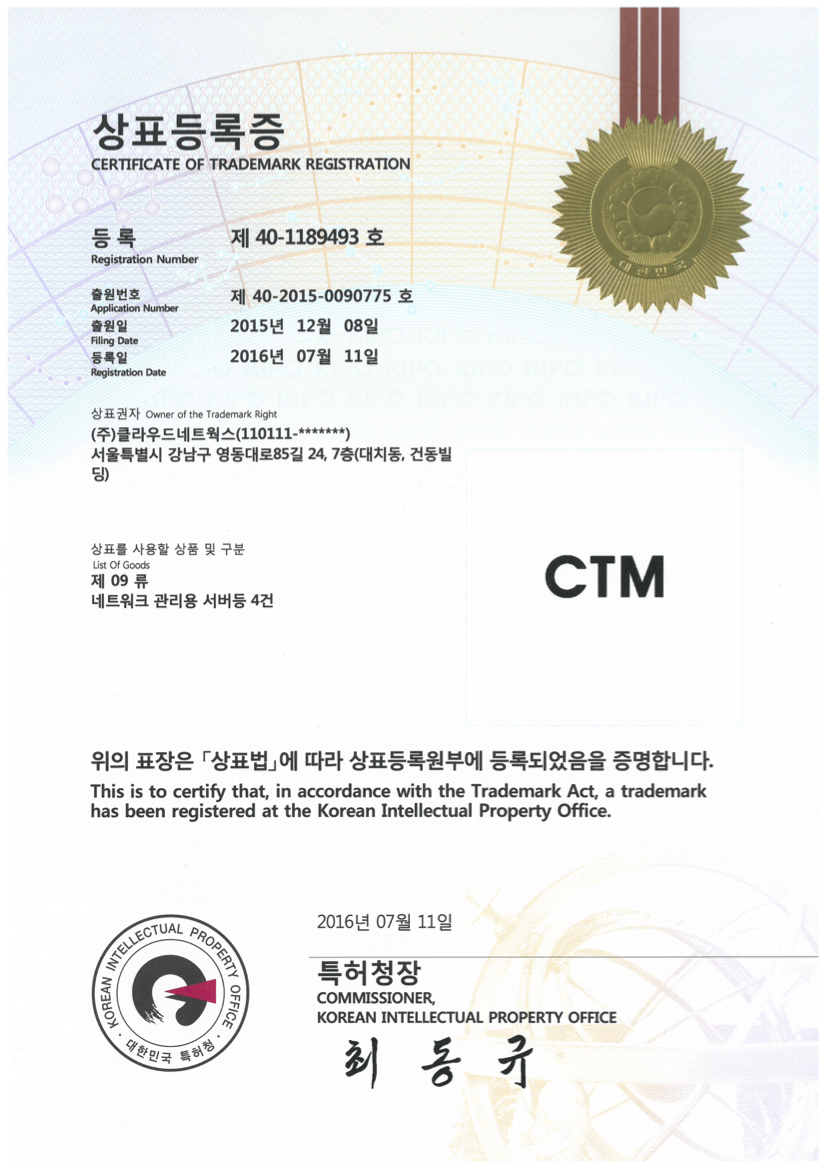 상표등록증
CERTIFICATE OF TRADEMARK REGISTRATION
대한민국
등록 제 40-1189493 호
Registration Number
출원번호 제 40-2015-0090775 호
Application Number
출원일 2015년 12월 08일
Filing Date
등록일 2016년 07월 11일
Registration Date
KIPO KIPO KIPO KIPO KIPO KIPO
상표권자 Owner of the Trademark Right
(주)클라우드네트웍스(110111-*******)
서울특별시 강남구 영동대로85길 24, 7층(대치동, 건동빌
딩)
상표를 사용할 상품 및 구분
List Of Goods
제 09 류
네트워크 관리용 서버등 4건
CTM
위의 표장은 「상표법」에 따라 상표등록원부에 등록되었음을 증명합니다.
This is to certify that, in accordance with the Trademark Act, a trademark
has been registered at the Korean Intellectual Property Office.
2016년 07월 11일
특허청장
COMMISSIONER,
KOREAN INTELLECTUAL PROPERTY OFFICE
최동규
KOREAN INTELLECTUAL PROPERTY OFFICE
대한민국 특허청